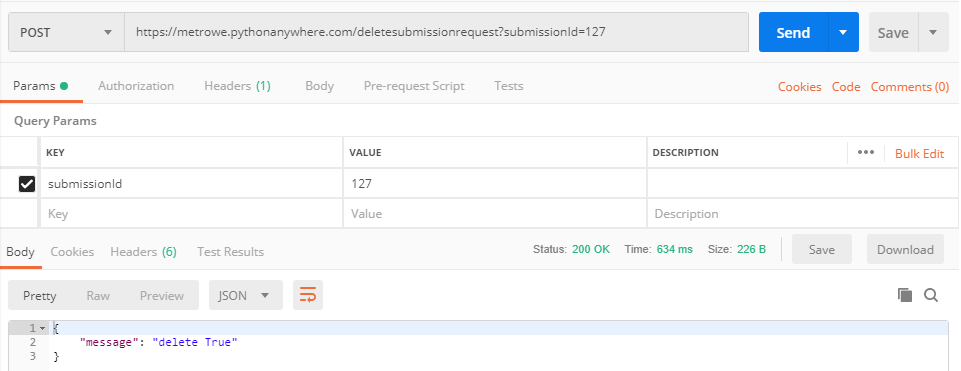 POST https://metrowe.pythonanywhere.com/deletesubmissionrequest?submissionId=127 Send Save
Params Authorization Headers (1) Body Pre-request Script Tests Cookies Code Comments (0)
Query Params
KEY VALUE DESCRIPTION ••• Bulk Edit
submissionId 127
Key Value Description
Body Cookies Headers (6) Test Results Status: 200 OK Time: 634 ms Size: 226 B Save Download
Pretty Raw Preview JSON
1 {
2 "message": "delete True"
3 }